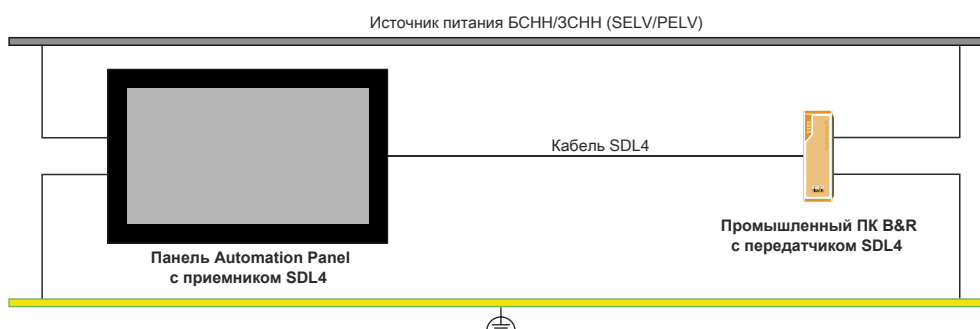 Источник питания БСНН/ЗСНН (SELV/PELV)
Кабель SDL4
Промышленный ПК B&R
с передатчиком SDL4
Панель Automation Panel
с приемником SDL4